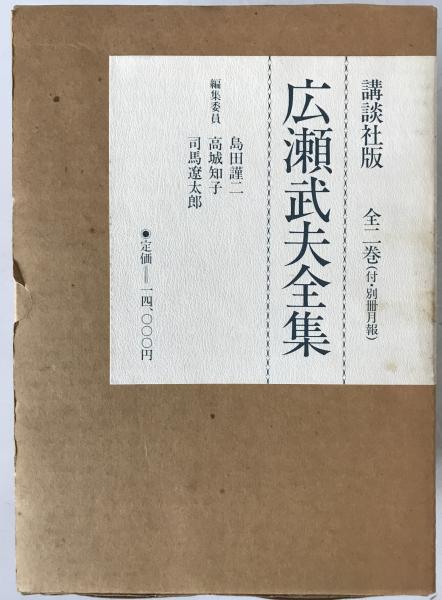 講談社版 全二巻(付・別冊月報)
広瀬武夫全集
編集委員
島田謹二
高城知子
司馬遼太郎
●定価＝一四、〇〇〇円